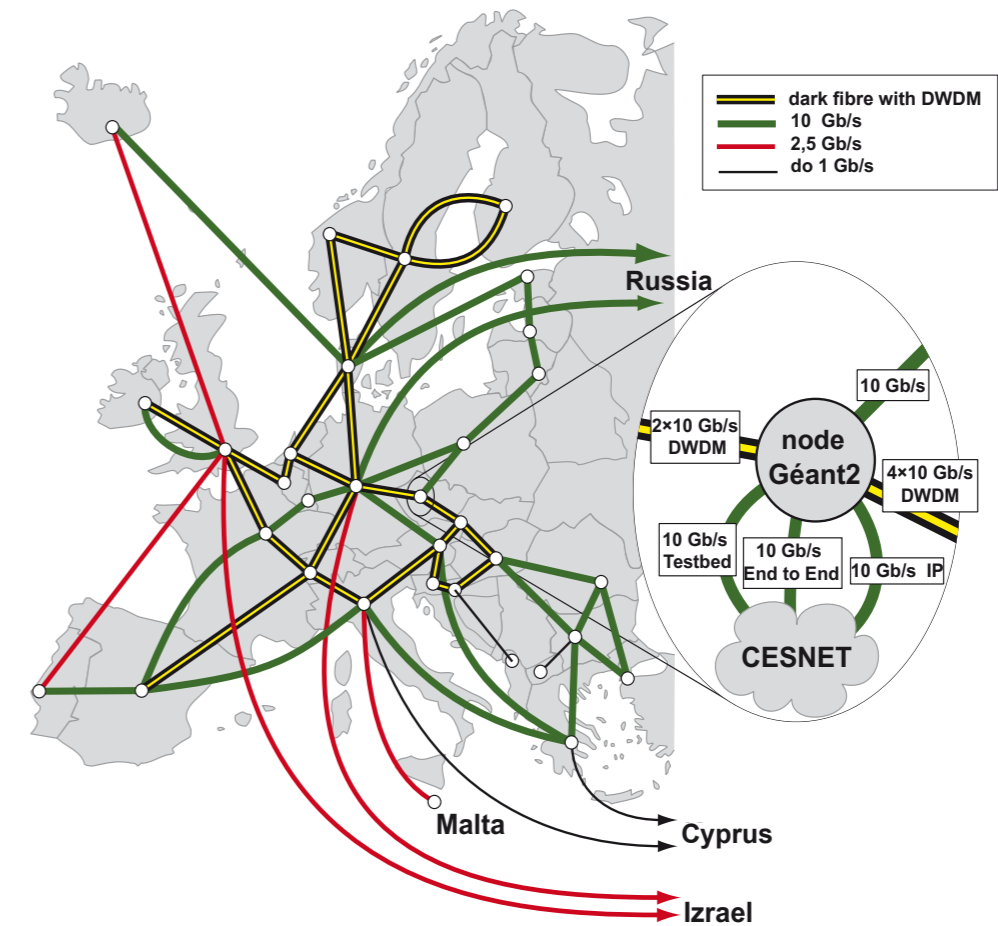 dark fibre with DWDM
10 Gb/s
2,5 Gb/s
do 1 Gb/s
Russia
10 Gb/s
2×10 Gb/s
DWDM
node
Géant2
4×10 Gb/s
DWDM
10 Gb/s
Testbed
10 Gb/s
End to End
10 Gb/s IP
CESNET
Malta
Cyprus
Izrael